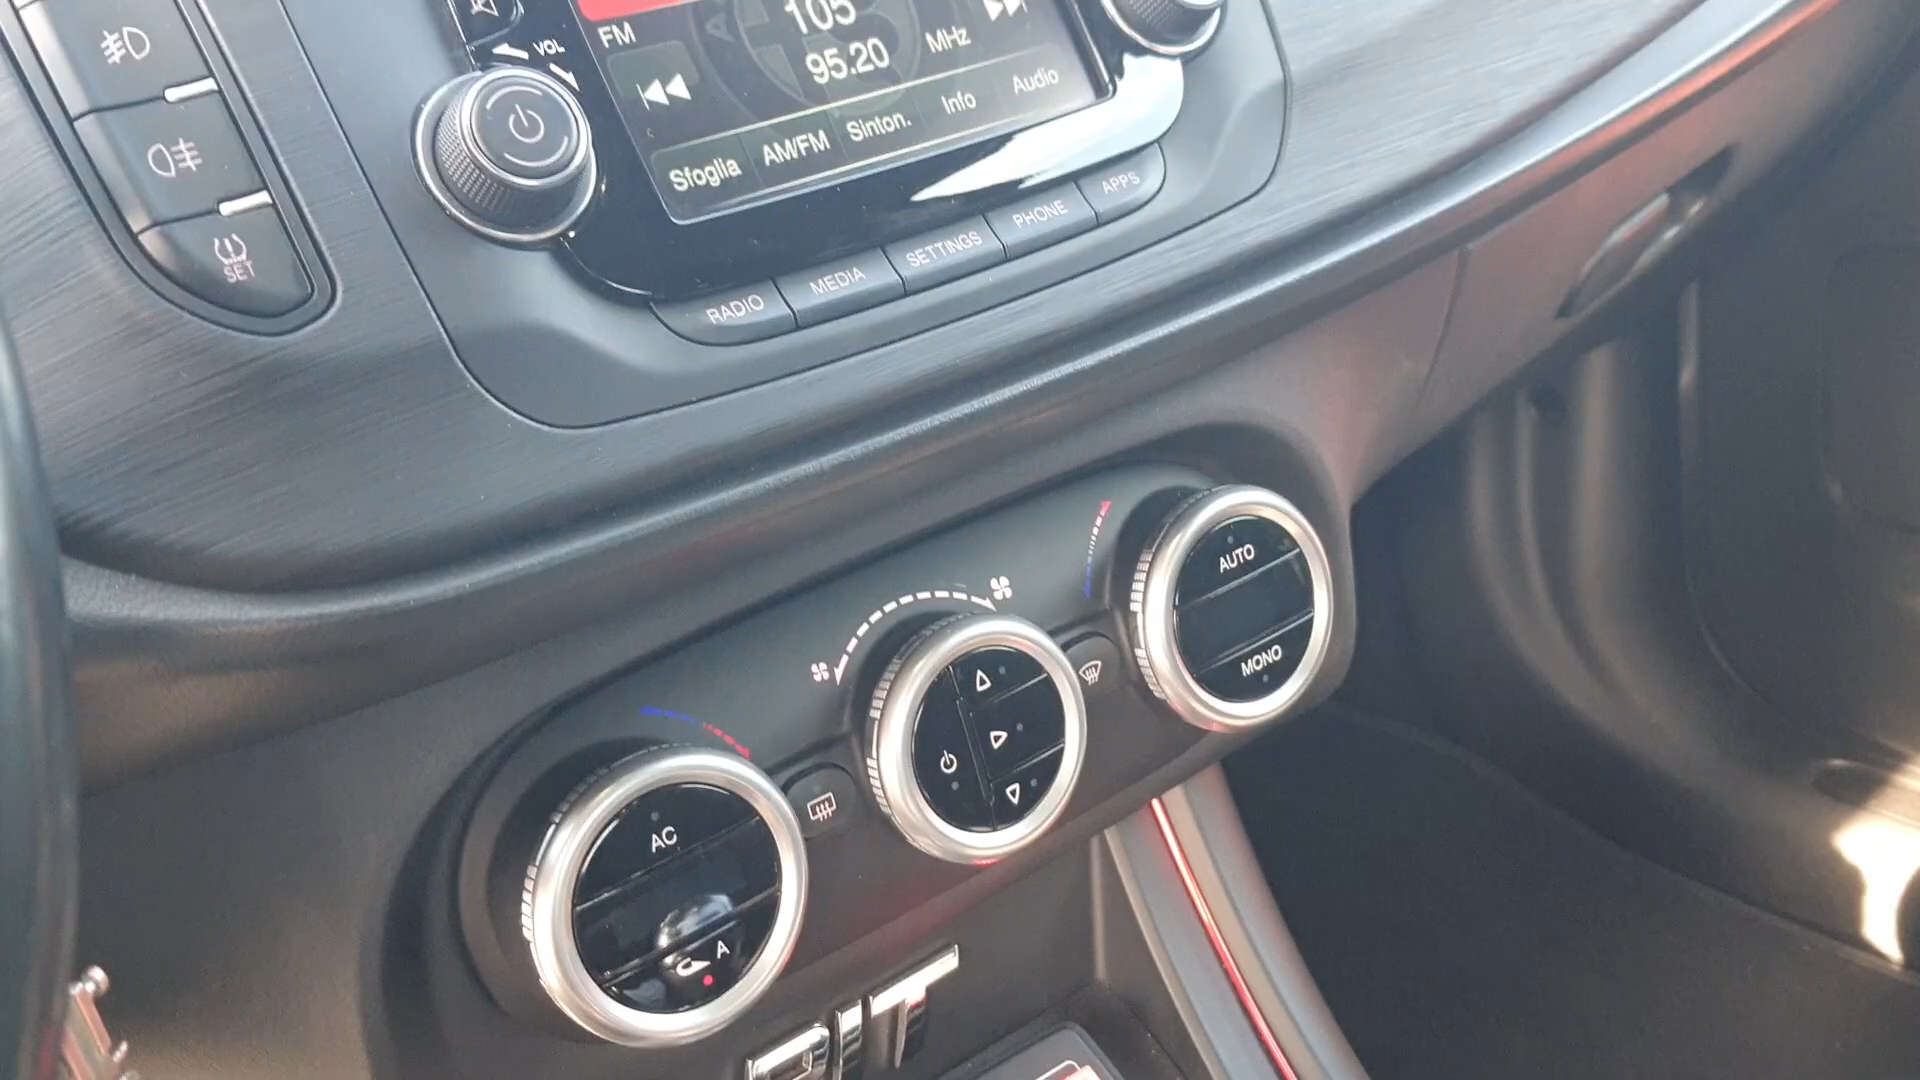 VOL
FM
105
95.20
MHz
Sfoglia
AM/FM
Sinton.
Info
Audio
SET
RADIO
MEDIA
SETTINGS
PHONE
APPS
AUTO
MONO
AC
A